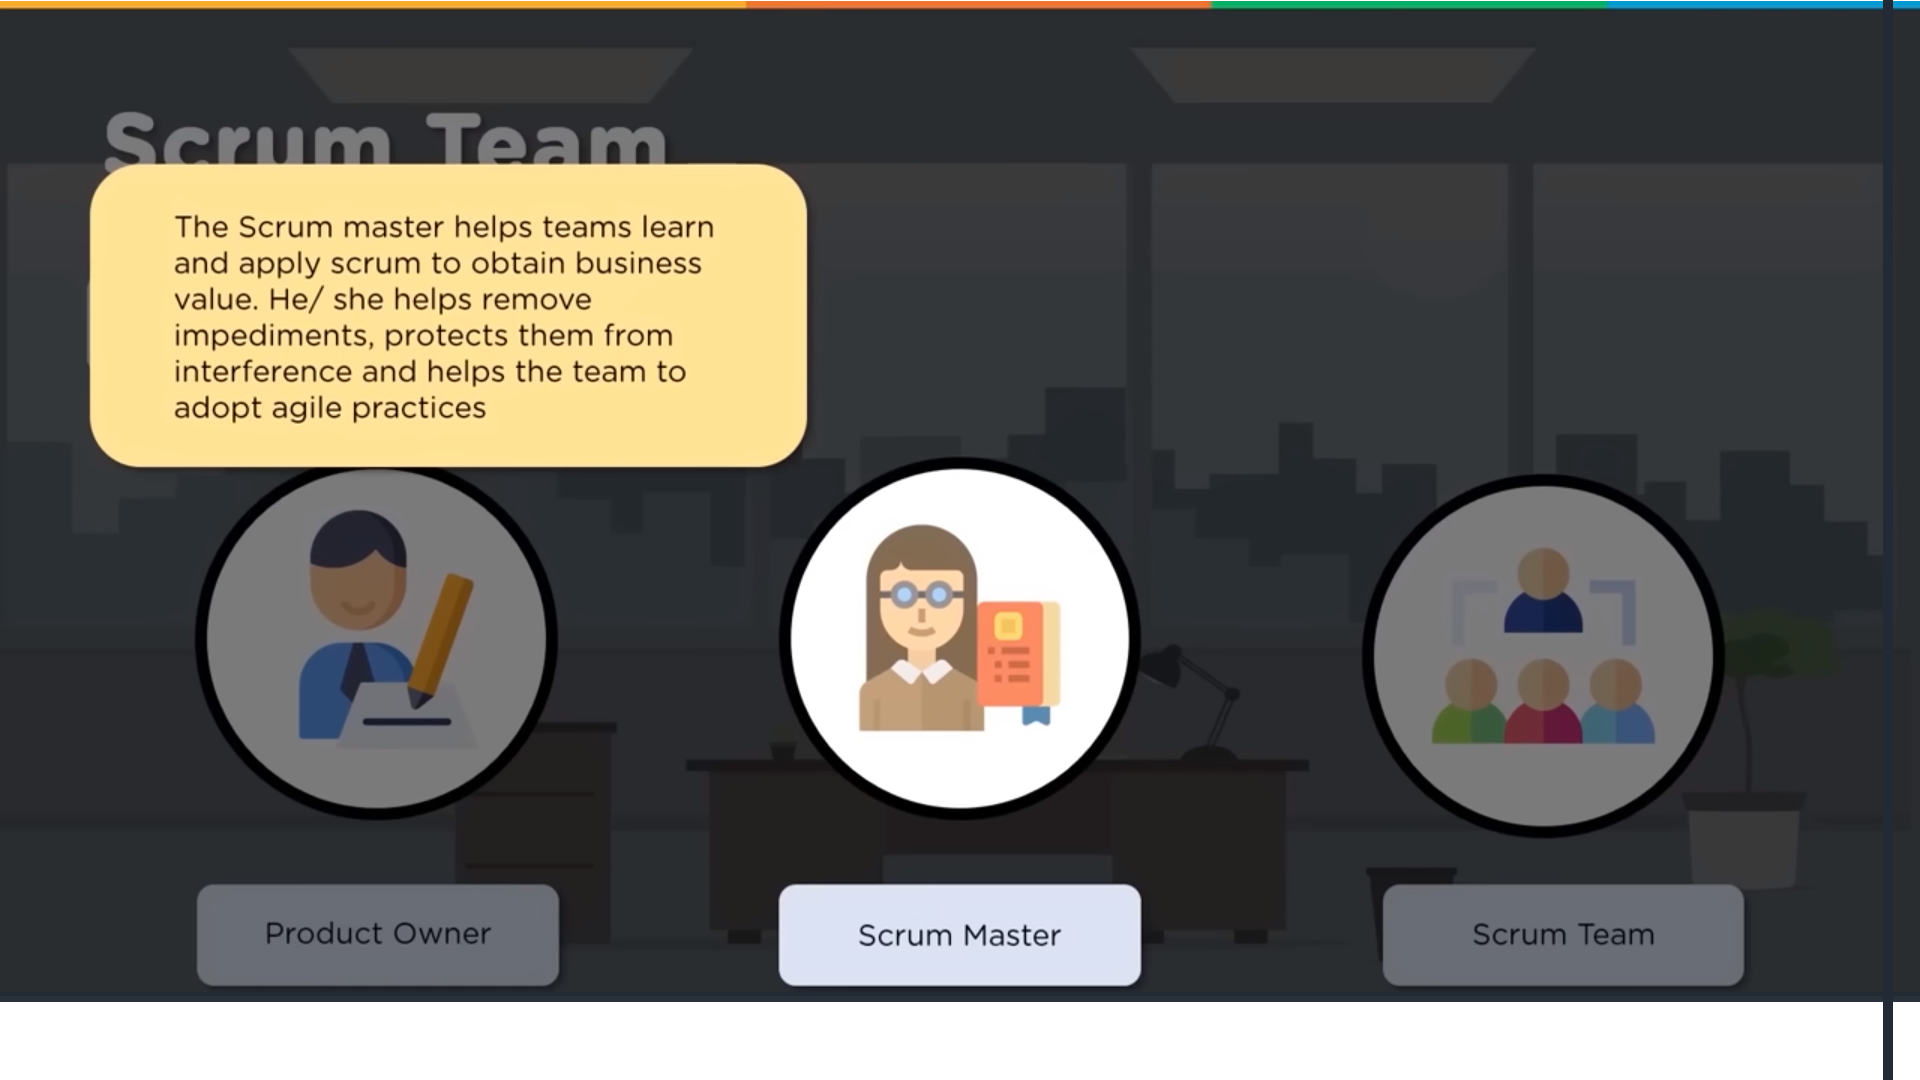 Scrum Team
The Scrum master helps teams learn
and apply scrum to obtain business
value. He/ she helps remove
impediments, protects them from
interference and helps the team to
adopt agile practices
Product Owner
Scrum Master
Scrum Team